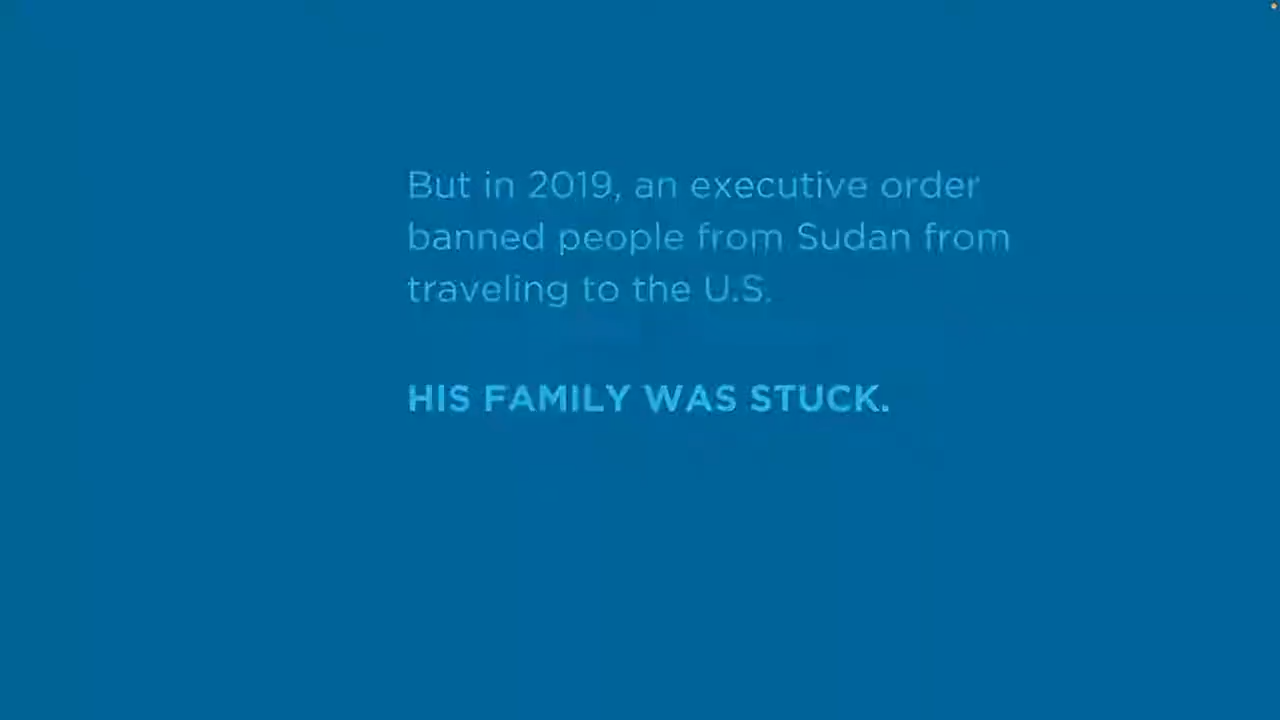 But in 2019, an executive order
banned people from Sudan from
traveling to the U.S.
HIS FAMILY WAS STUCK.